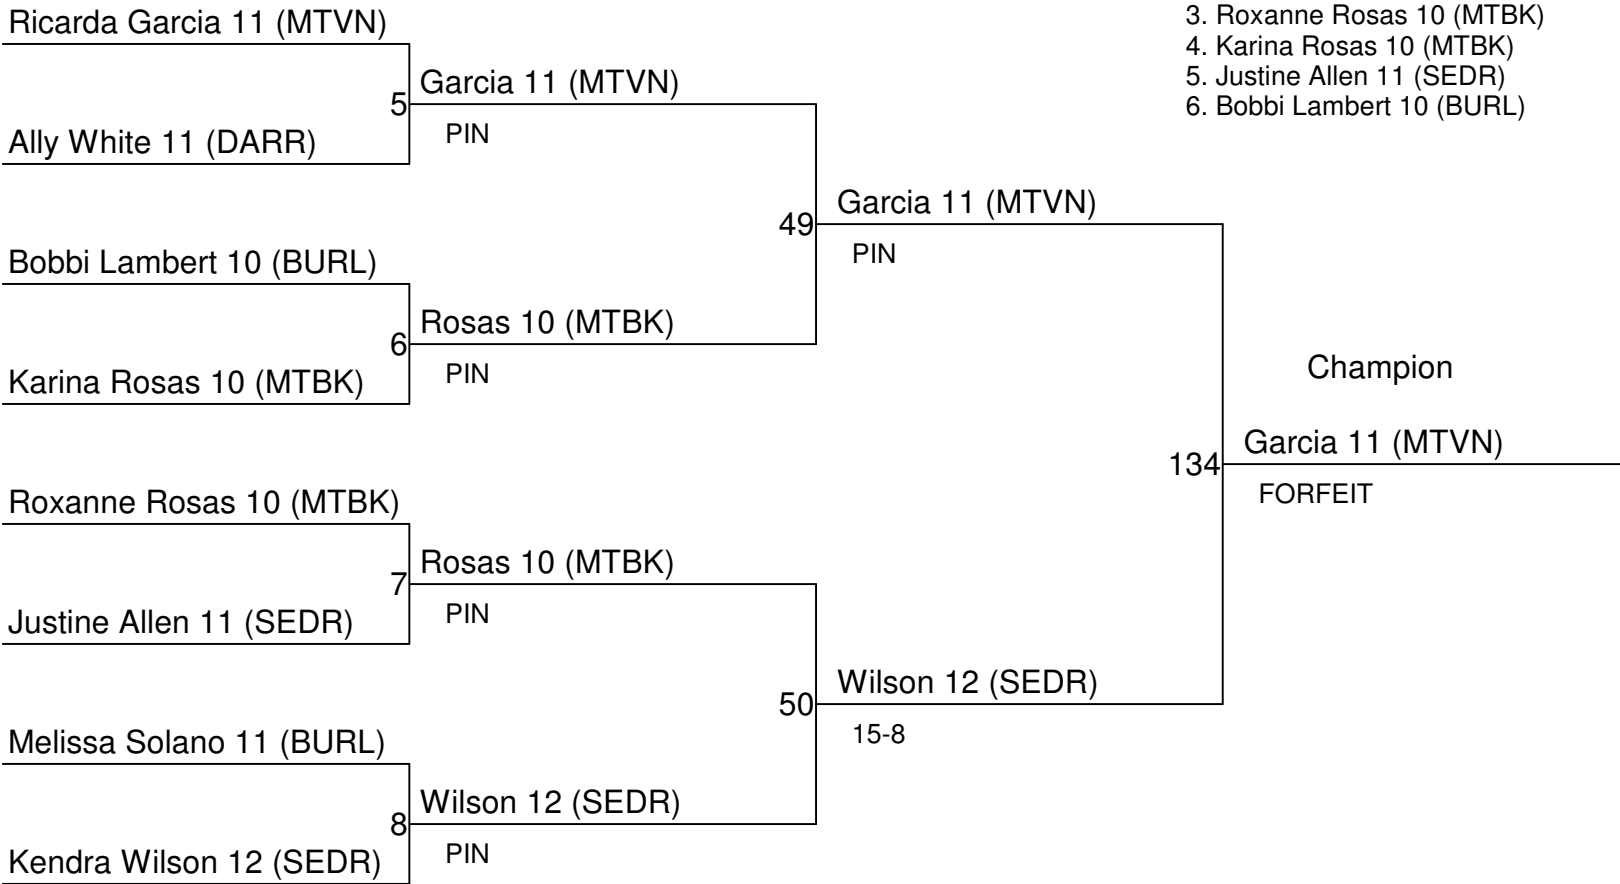 Ricarda Garcia 11 (MTVN)
3. Roxanne Rosas 10 (MTBK)
4. Karina Rosas 10 (MTBK)
5. Justine Allen 11 (SEDR)
6. Bobbi Lambert 10 (BURL)
5
Garcia 11 (MTVN)
PIN
Ally White 11 (DARR)
49
Garcia 11 (MTVN)
PIN
Bobbi Lambert 10 (BURL)
6
Rosas 10 (MTBK)
PIN
Karina Rosas 10 (MTBK)
Champion
134
Garcia 11 (MTVN)
FORFEIT
Roxanne Rosas 10 (MTBK)
7
Rosas 10 (MTBK)
PIN
Justine Allen 11 (SEDR)
50
Wilson 12 (SEDR)
15-8
Melissa Solano 11 (BURL)
8
Wilson 12 (SEDR)
PIN
Kendra Wilson 12 (SEDR)